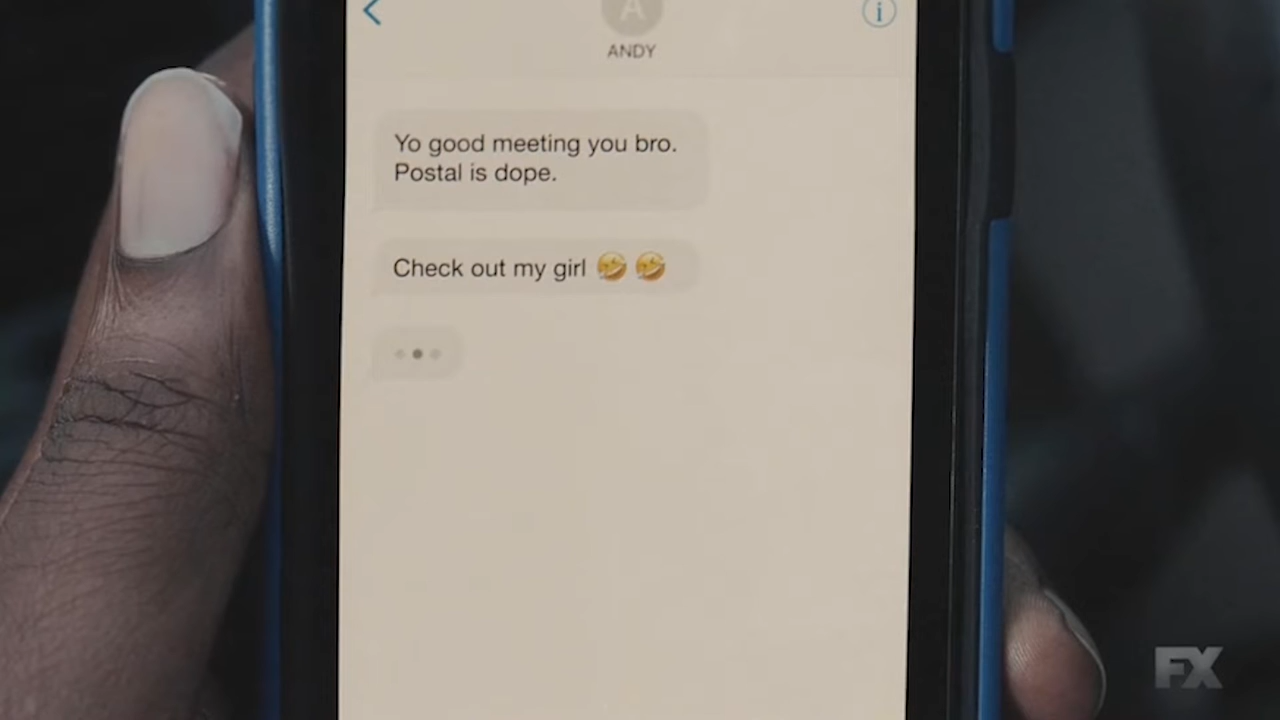 A
ANDY
Yo good meeting you bro.
Postal is dope.
Check out my girl 🤣 🤣
FX